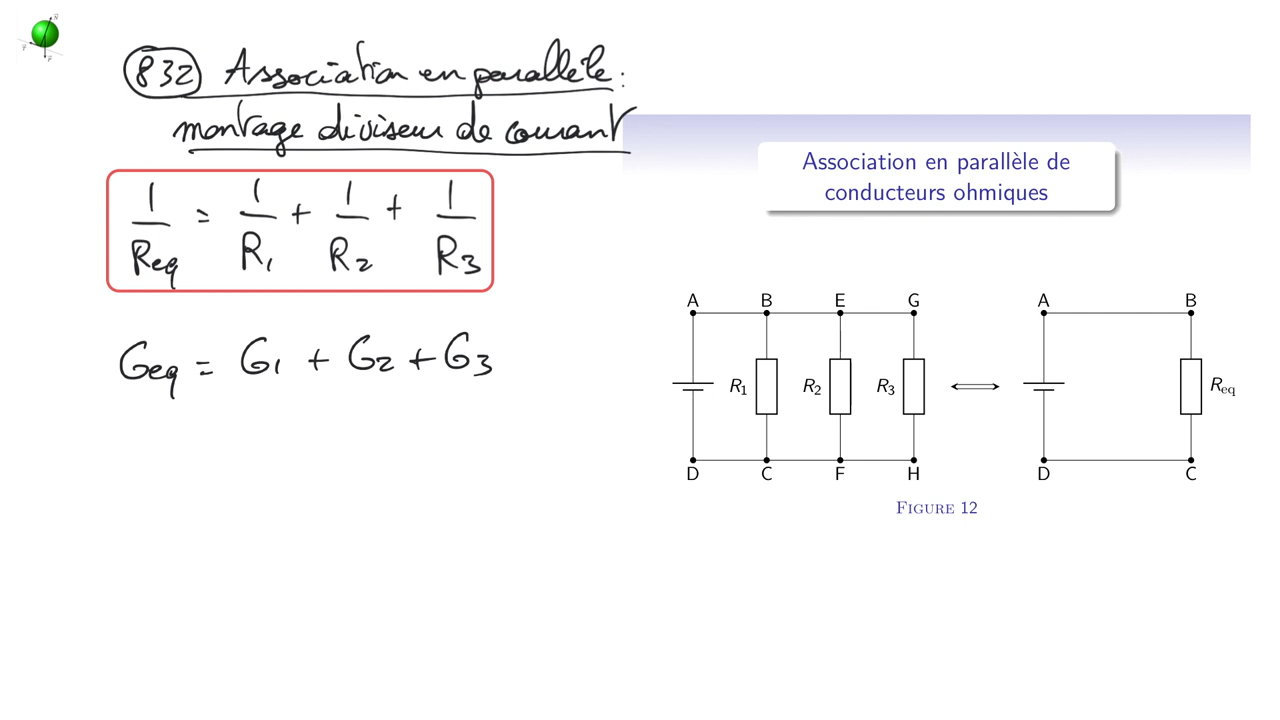 832 Association en parallèle :
montage diviseur de courant
1/Req = 1/R1 + 1/R2 + 1/R3
Geq = G1 + G2 + G3
Association en parallèle de
conducteurs ohmiques
A B E G A B
R1 R2 R3 Req
D C F H D C
FIGURE 12